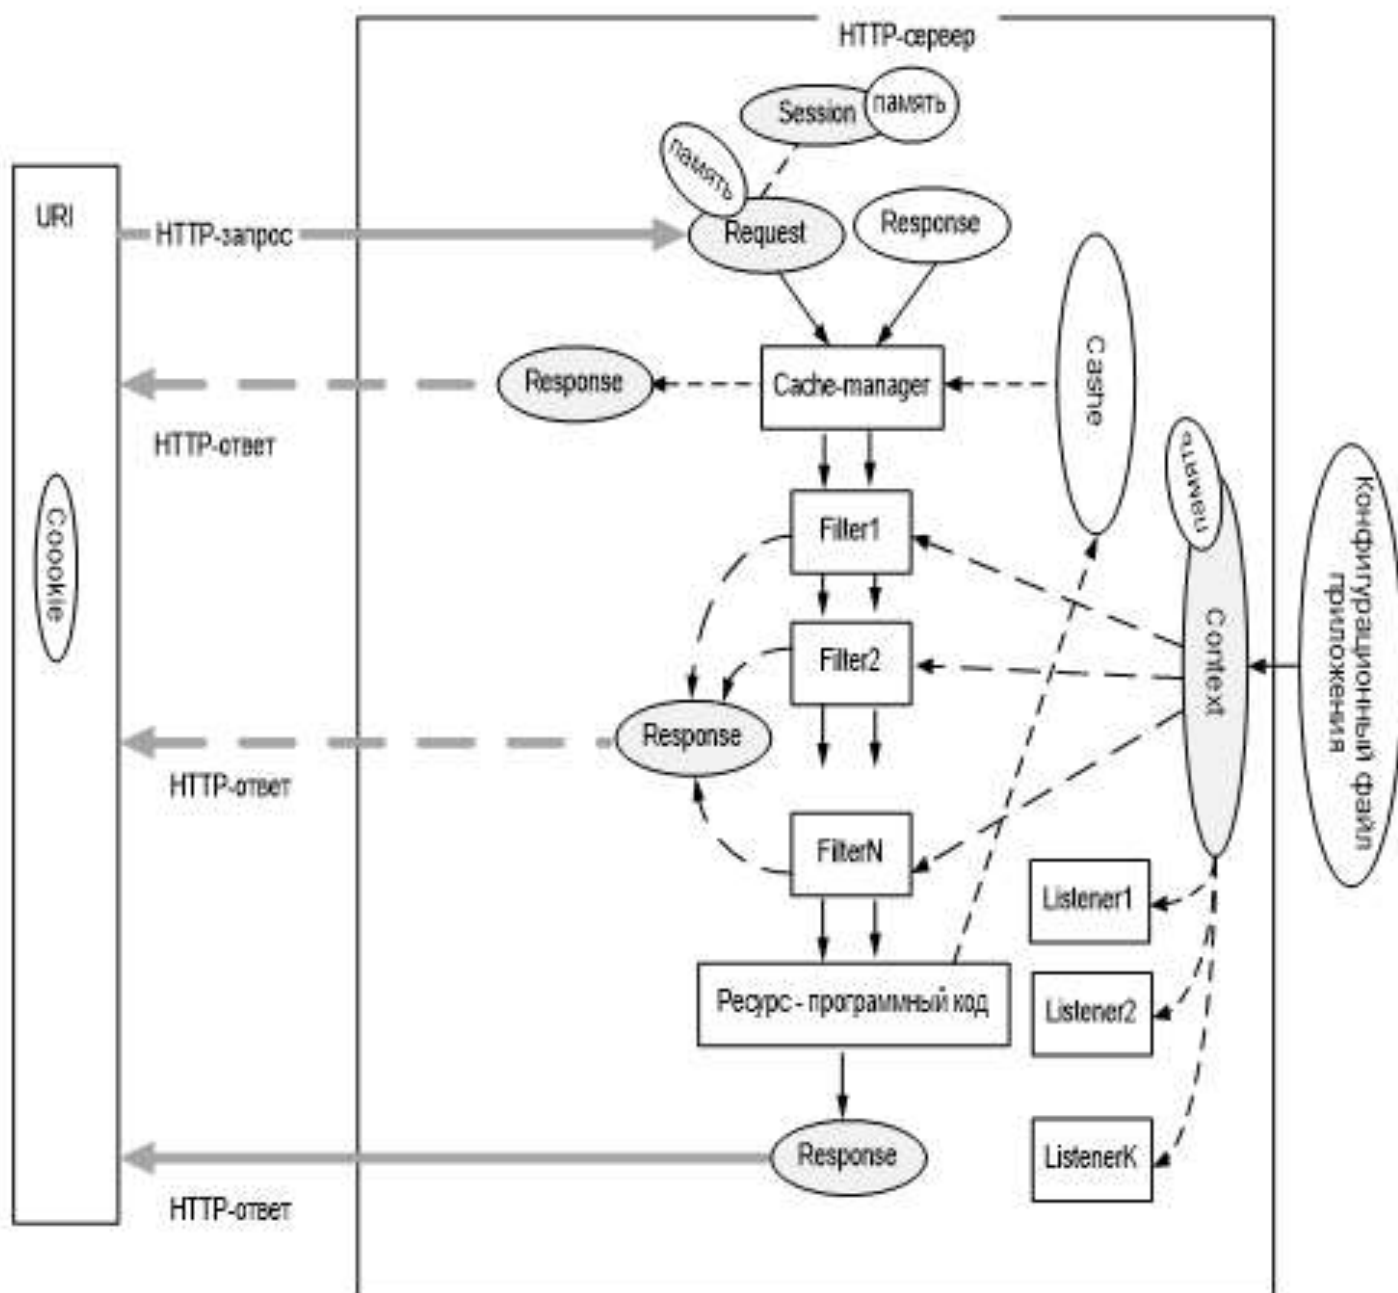 HTTP-сервер
Session
память
память
URI
HTTP-запрос
Request
Response
Cashe
Response
Cache-manager
HTTP-ответ
память
Filter1
Coookie
Конфигурационный файл
приложения
Context
Filter2
Response
HTTP-ответ
FilterN
Listener1
Ресурс - программный код
Listener2
Response
ListenerK
HTTP-ответ